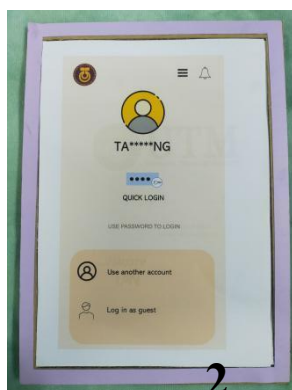 TA*****NG
QUICK LOGIN
USE PASSWORD TO LOGIN
Use another account
Log in as guest
2